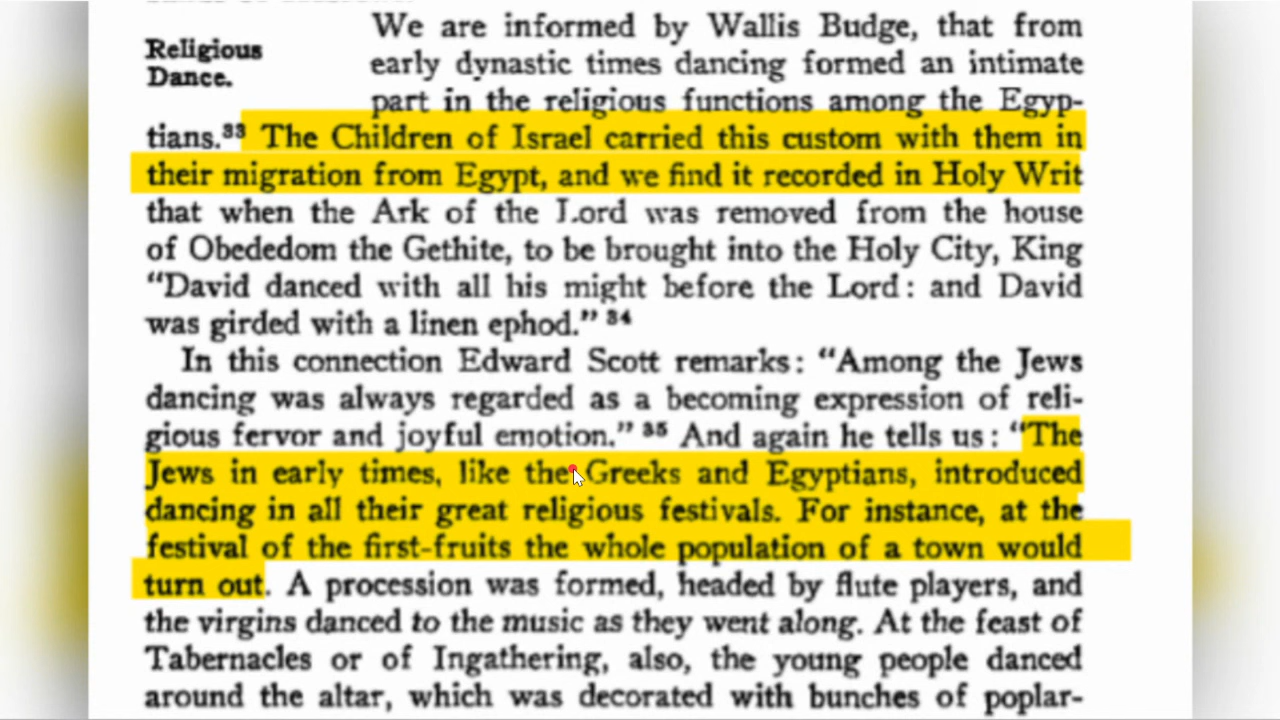 Religious
Dance.
We are informed by Wallis Budge, that from
early dynastic times dancing formed an intimate
part in the religious functions among the Egyp-
tians.³³ The Children of Israel carried this custom with them in
their migration from Egypt, and we find it recorded in Holy Writ
that when the Ark of the Lord was removed from the house
of Obededom the Gethite, to be brought into the Holy City, King
“David danced with all his might before the Lord: and David
was girded with a linen ephod.” ³⁴
In this connection Edward Scott remarks: “Among the Jews
dancing was always regarded as a becoming expression of reli-
gious fervor and joyful emotion.” ³⁵ And again he tells us: “The
Jews in early times, like the Greeks and Egyptians, introduced
dancing in all their great religious festivals. For instance, at the
festival of the first-fruits the whole population of a town would
turn out. A procession was formed, headed by flute players, and
the virgins danced to the music as they went along. At the feast of
Tabernacles or of Ingathering, also, the young people danced
around the altar, which was decorated with bunches of poplar-